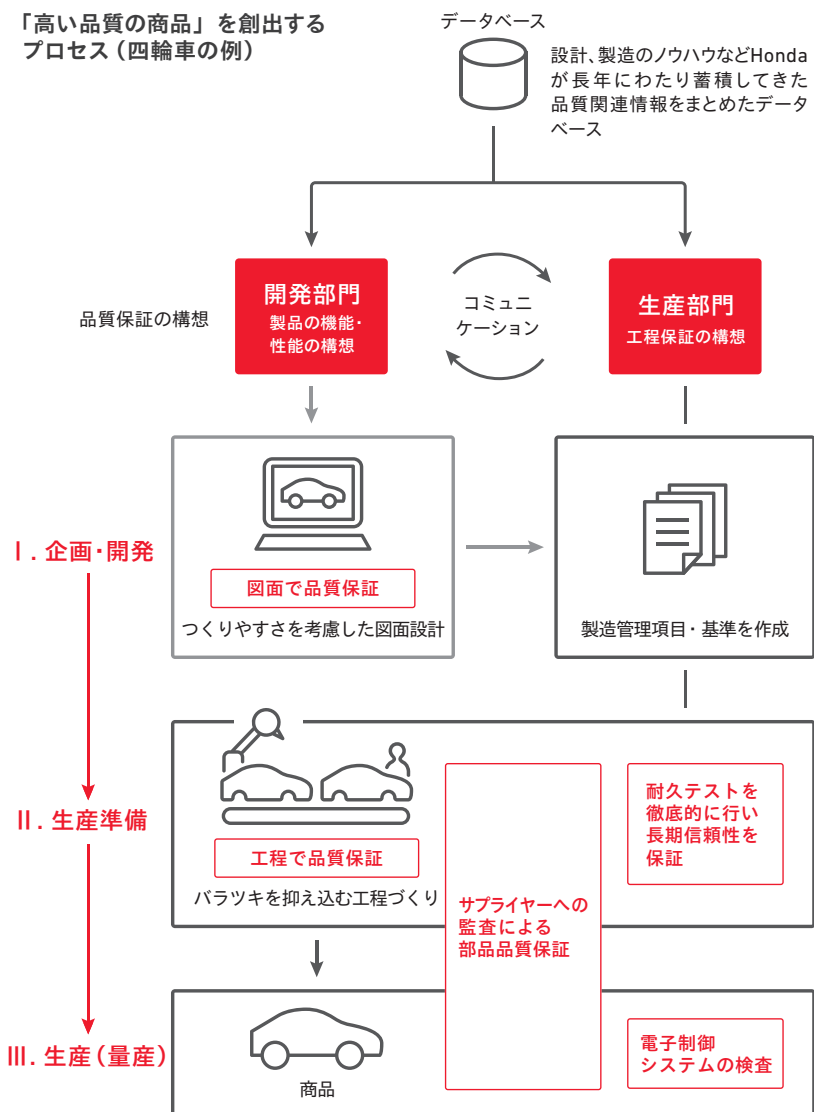 「高い品質の商品」を創出する
プロセス（四輪車の例）
データベース
設計、製造のノウハウなどHonda
が長年にわたり蓄積してきた
品質関連情報をまとめたデータ
ベース
品質保証の構想
開発部門
製品の機能・
性能の構想
コミュニ
ケーション
生産部門
工程保証の構想
Ⅰ. 企画・開発
図面で品質保証
つくりやすさを考慮した図面設計
製造管理項目・基準を作成
Ⅱ. 生産準備
工程で品質保証
バラツキを抑え込む工程づくり
サプライヤーへの
監査による
部品品質保証
耐久テストを
徹底的に行い
長期信頼性を
保証
Ⅲ. 生産（量産）
商品
電子制御
システムの検査